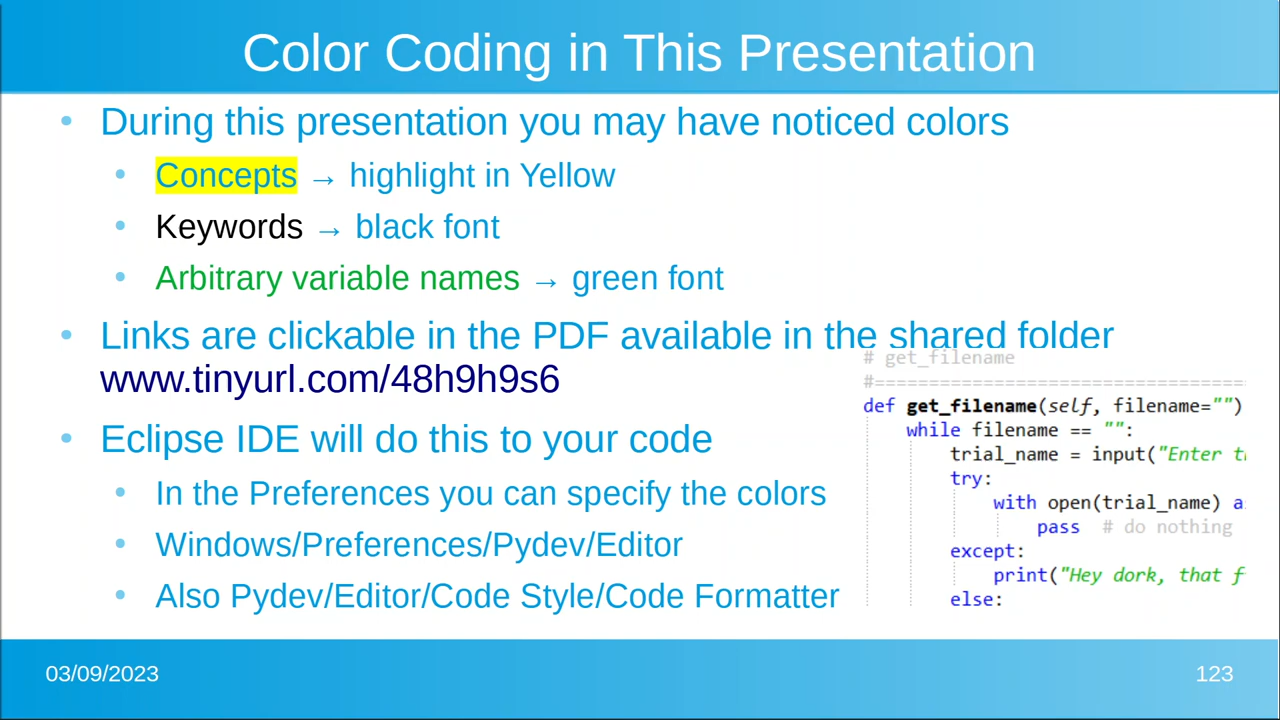 Color Coding in This Presentation
• During this presentation you may have noticed colors
• Concepts → highlight in Yellow
• Keywords → black font
• Arbitrary variable names → green font
• Links are clickable in the PDF available in the shared folder
www.tinyurl.com/48h9h9s6
• Eclipse IDE will do this to your code
• In the Preferences you can specify the colors
• Windows/Preferences/Pydev/Editor
• Also Pydev/Editor/Code Style/Code Formatter
# get_filename
#==================================
def get_filename(self, filename="")
while filename == "":
trial_name = input("Enter
try:
with open(trial_name)
pass # do nothing
except:
print("Hey dork, that
else:
03/09/2023
123